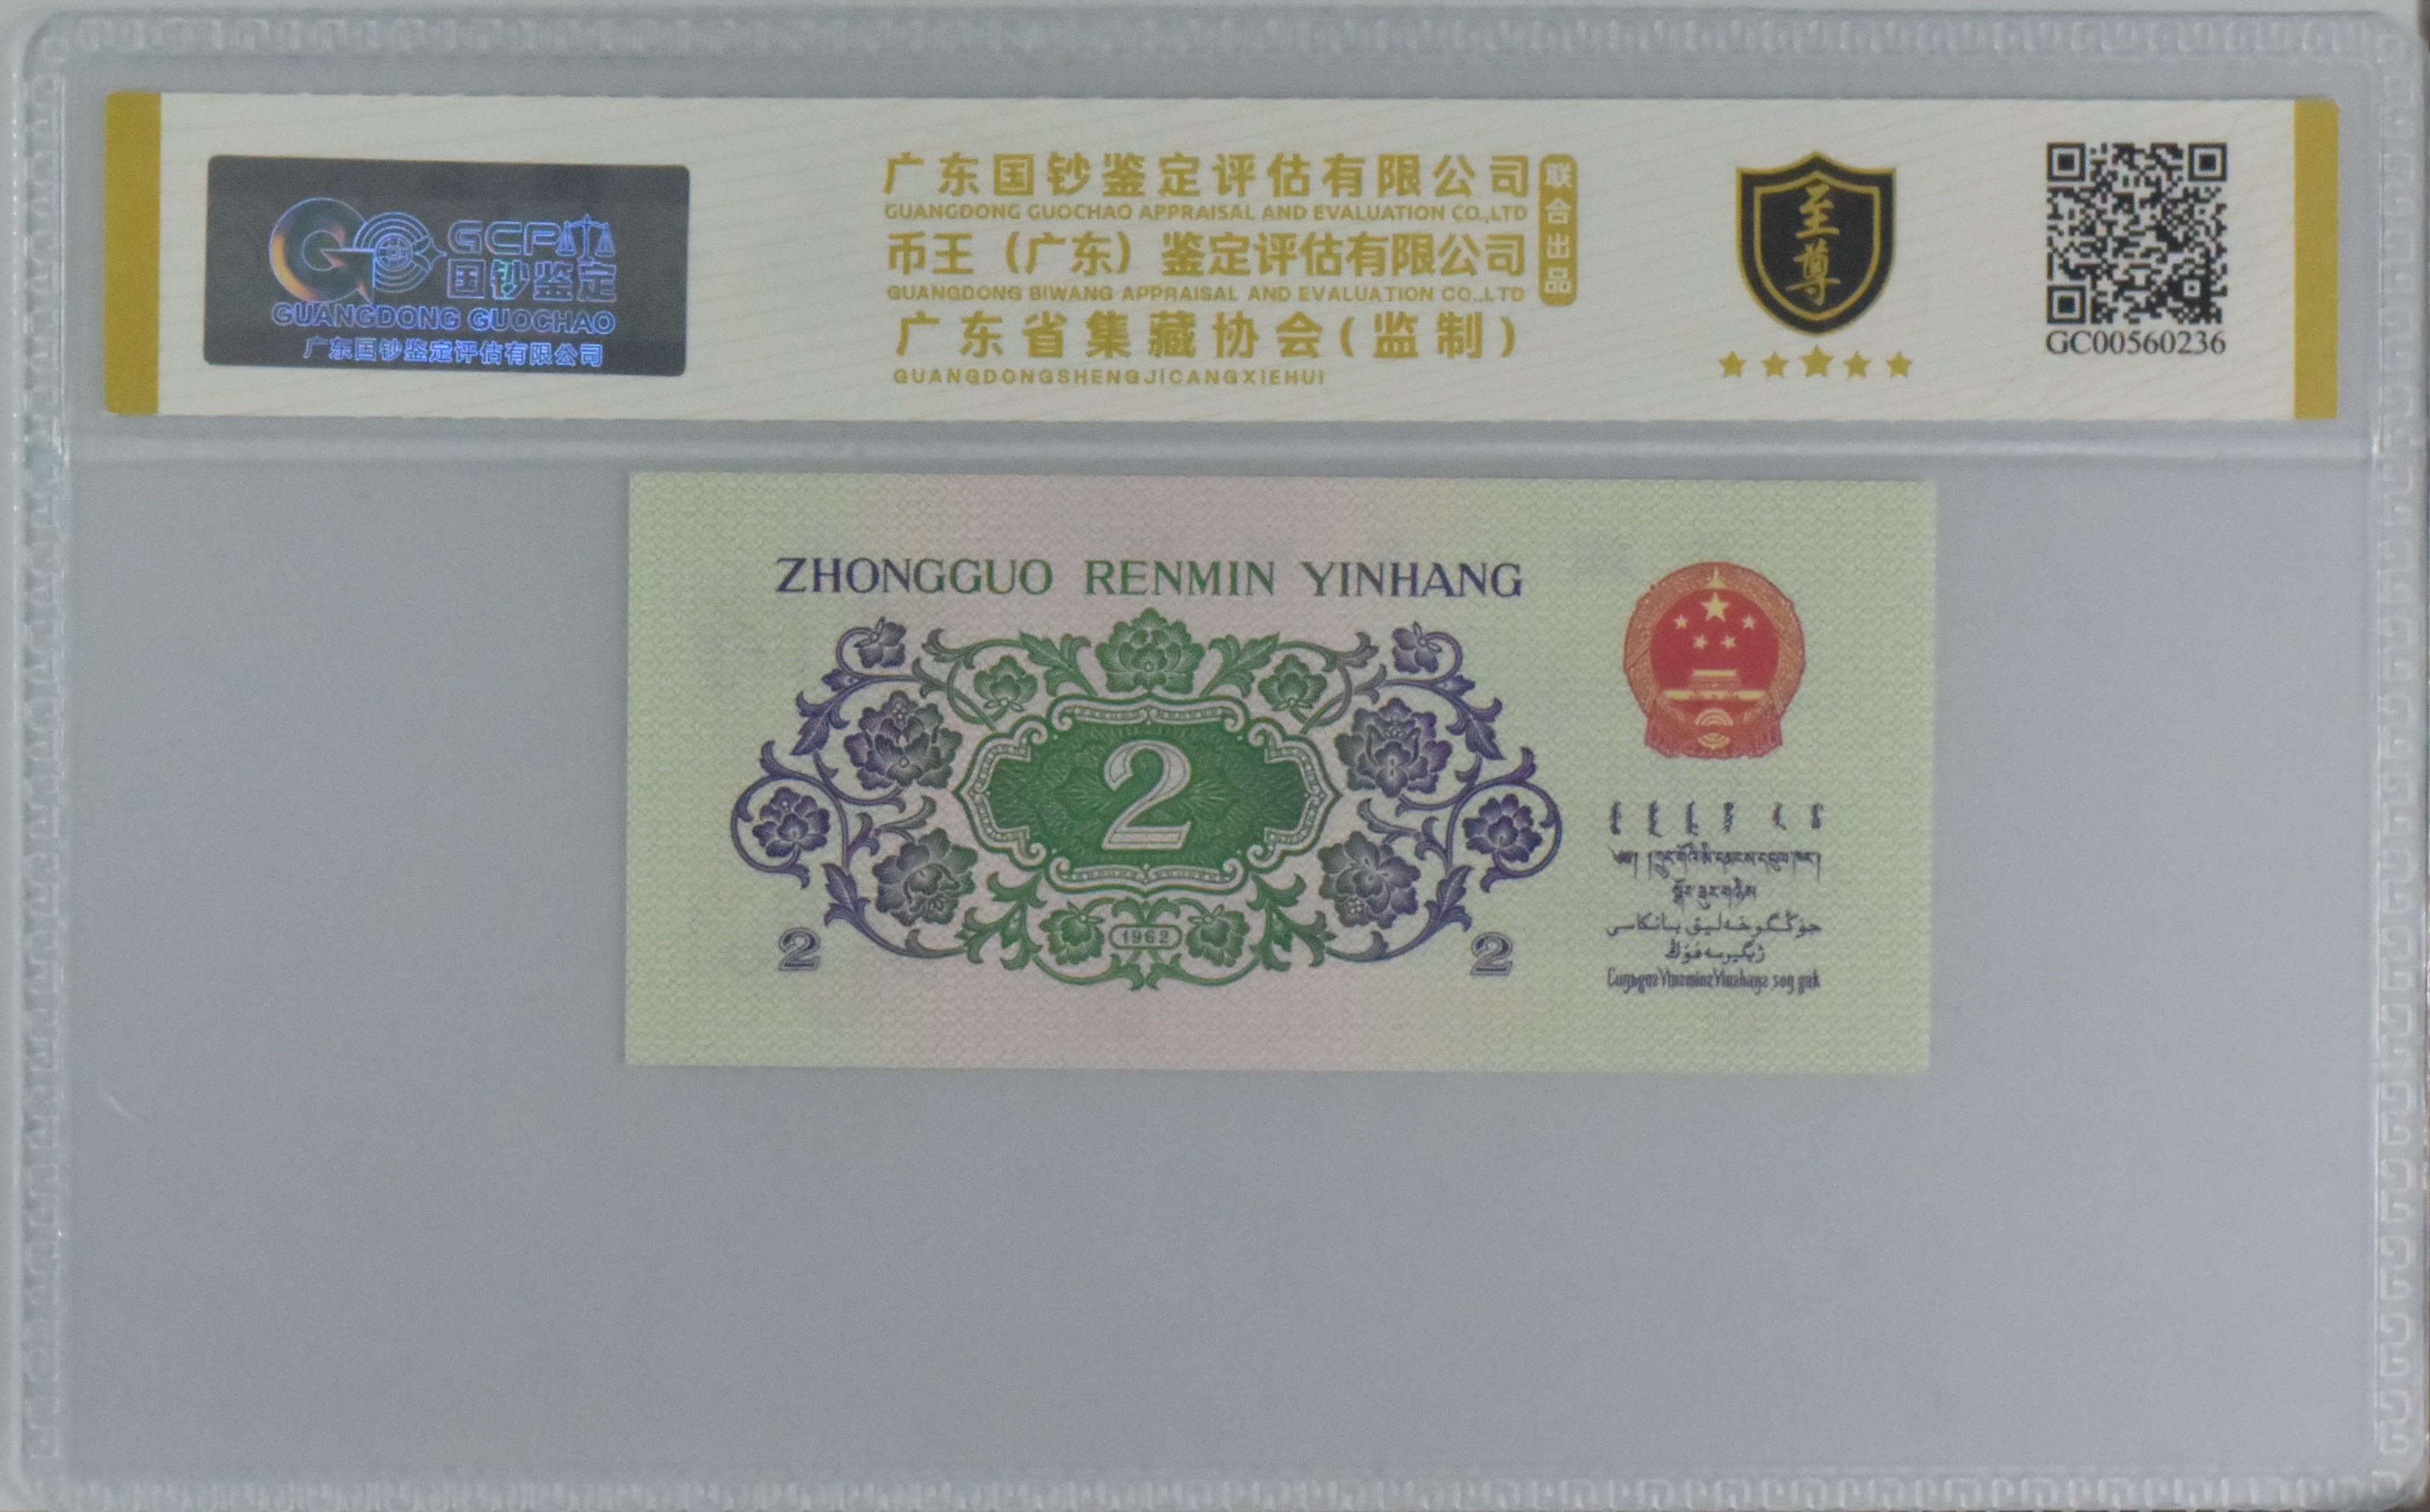 GCP
国钞鉴定
GUANGDONG GUOCHAO
广东国钞鉴定评估有限公司
广东国钞鉴定评估有限公司
GUANGDONG GUOCHAO APPRAISAL AND EVALUATION CO.,LTD
币王（广东）鉴定评估有限公司
GUANGDONG BIWANG APPRAISAL AND EVALUATION CO.,LTD
广东省集藏协会(监制)
GUANGDONGSHENGJICANGXIEHUI
联合出品
至尊
GC00560236
ZHONGGUO RENMIN YINHANG
2
1962
2
2
جۇڭگو خەلىق بانكاسى